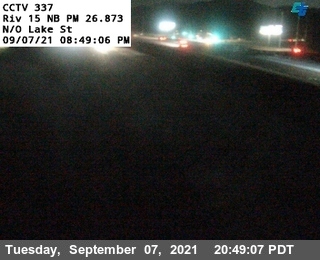 CCTV 337
Riv 15 NB PM 26.873
N/O Lake St
09/07/21 08:49:06 PM
Tuesday, September 07, 2021 20:49:07 PDT